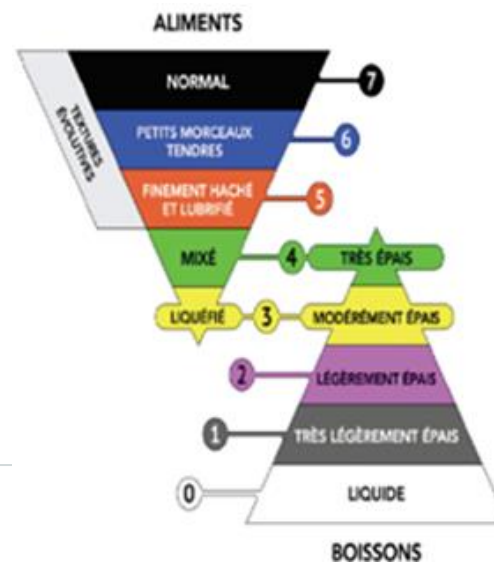 ALIMENTS
NORMAL
7
TEXTURES
ÉVOLUTIVES
PETITS MORCEAUX
TENDRES
6
FINEMENT HACHÉ
ET LUBRIFIÉ
5
MIXÉ
4
TRÈS ÉPAIS
LIQUÉFIÉ
3
MODÉRÉMENT ÉPAIS
2
LÉGÈREMENT ÉPAIS
1
TRÈS LÉGÈREMENT ÉPAIS
0
LIQUIDE
BOISSONS